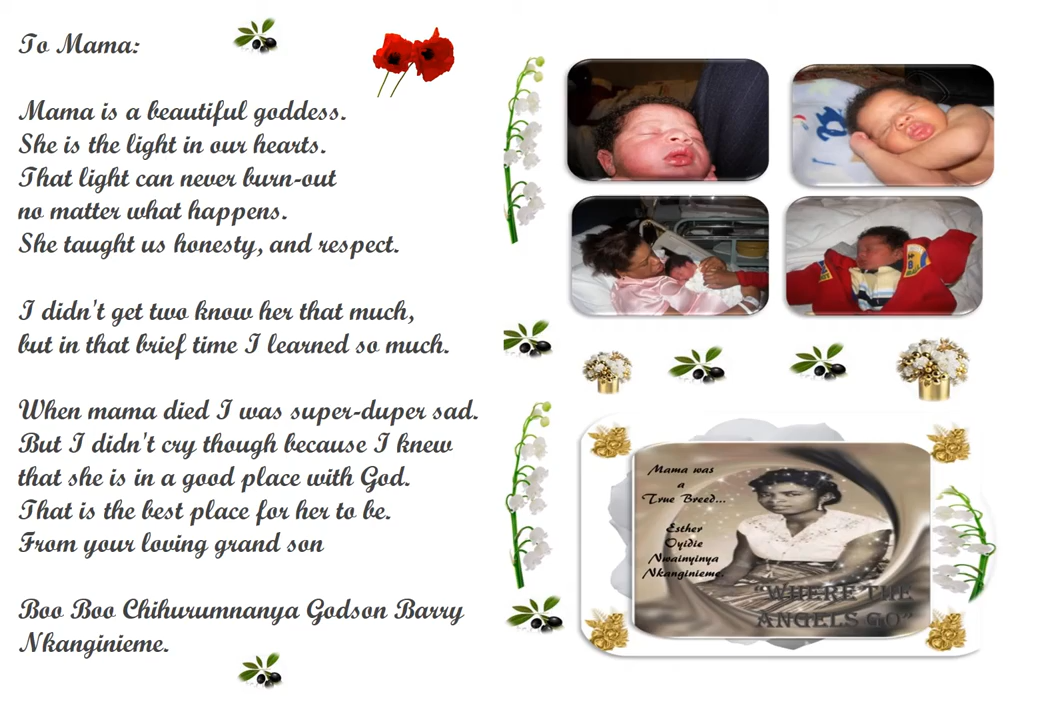 To Mama:
Mama is a beautiful goddess.
She is the light in our hearts.
That light can never burn-out
no matter what happens.
She taught us honesty, and respect.
I didn't get two know her that much,
but in that brief time I learned so much.
When mama died I was super-duper sad.
But I didn't cry though because I knew
that she is in a good place with God.
That is the best place for her to be.
From your loving grand son
Boo Boo Chihurumnanya Godson Barry
Nkanginieme.
Mama was
a
True Breed...
Esther
Oyidie
Nwainyinya
Nkanginieme.
"WHERE THE
ANGELS GO"